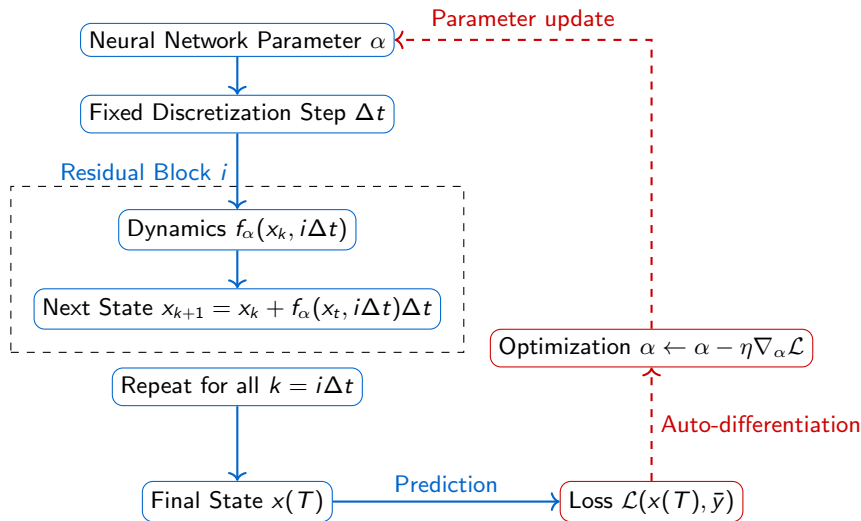 Parameter update
Neural Network Parameter α
Fixed Discretization Step Δt
Residual Block i
Dynamics f_α(x_k, iΔt)
Next State x_{k+1} = x_k + f_α(x_t, iΔt)Δt
Optimization α ← α − η∇_α ℒ
Repeat for all k = iΔt
Auto-differentiation
Prediction
Final State x(T)
Loss ℒ(x(T), ȳ)